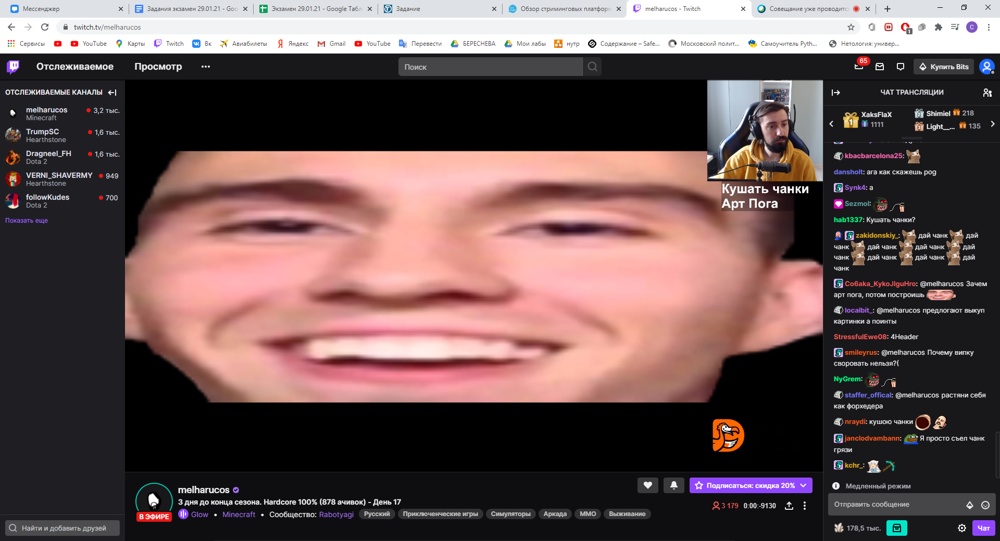 Мессенджер
Задания экзамен 29.01.21 - Goo
Экзамен 29.01.21 - Google Табл
Задание
Обзор стриминговых платформ
melharucos - Twitch
Совещание уже проводится
twitch.tv/melharucos
1
C
Сервисы
YouTube
Карты
Twitch
Вк
Авиабилеты
Яндекс
Gmail
YouTube
Перевести
БЕРЕСНЕВА
Мои лабы
нутр
Содержание – Safe...
Московский полит...
Самоучитель Pyth...
Нетология: универ...
Отслеживаемое
Просмотр
Поиск
65
Купить Bits
ОТСЛЕЖИВАЕМЫЕ КАНАЛЫ
melharucos 3,2 тыс.
Minecraft
TrumpSC 1,6 тыс.
Hearthstone
Dragneel_FH 1,6 тыс.
Dota 2
VERNI_SHAVERMY 949
Hearthstone
followKudes 700
Dota 2
Показать еще
Найти и добавить друзей
Кушать чанки
Арт Пога
melharucos
3 дня до конца сезона. Hardcore 100% (878 ачивок) - День 17
Glow • Minecraft • Сообщество: Rabotyagi
Русский
Приключенческие игры
Симуляторы
Аркада
MMO
Выживание
В ЭФИРЕ
Подписаться: скидка 20%
3 179
0:00:-9130
ЧАТ ТРАНСЛЯЦИИ
1
XaksFlaX
1111
2
Shimiel 218
3
Light__... 135
kbacbarcelona25:
dansholt: ага как скажешь pog
Synk4: а
Sezmol:
hab1337: Кушать чанки?
zakidonskiy_: дай чанк дай
чанк дай чанк дай чанк дай
чанк дай чанк дай чанк дай
чанк
Co6aka_KykoJIguHro: @melharucos Зачем
арт пога, потом построишь
localbit_: @melharucos предлогают выкуп
картинки а поинты
StressfulEwe08: 4Header
smileyrus: @melharucos Почему випку
своровать нельзя?(
NyGrem:
staffer_offical: @melharucos растяни себя
как форхедера
nraydi: кушою чанки
janclodvambann: Я просто съел чанк
грязи
kchr_:
Медленный режим
Отправить сообщение
178,5 тыс.
Чат